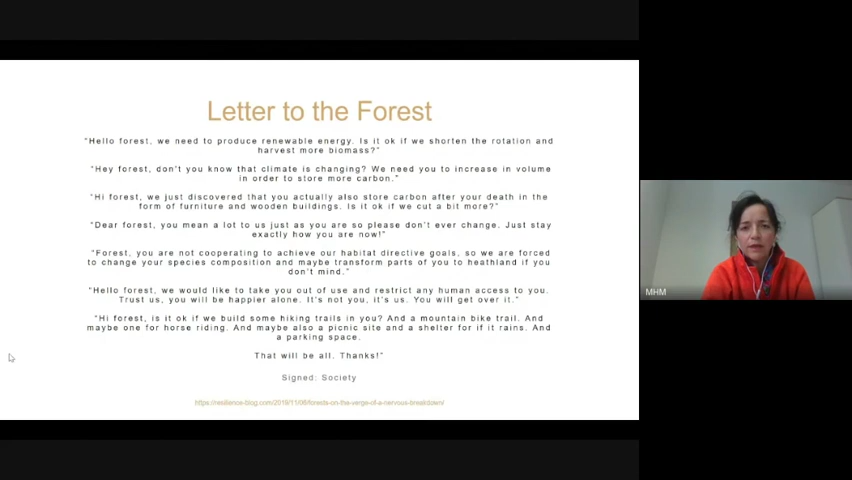 Letter to the Forest
"Hello forest, we need to produce renewable energy. Is it ok if we shorten the rotation and
harvest more biomass?"
"Hey forest, don't you know that climate is changing? We need you to increase in volume
in order to store more carbon."
"Hi forest, we just discovered that you actually also store carbon after your death in the
form of furniture and wooden buildings. Is it ok if we cut a bit more?"
"Dear forest, you mean a lot to us just as you are so please don't ever change. Just stay
exactly how you are now!"
"Forest, you are not cooperating to achieve our habitat directive goals, so we are forced
to change your species composition and maybe transform parts of you to heathland if you
don't mind."
"Hello forest, we would like to take you out of use and restrict any human access to you.
Trust us, you will be happier alone. It's not you, it's us. You will get over it."
"Hi forest, is it ok if we build some hiking trails in you? And a mountain bike trail. And
maybe one for horse riding. And maybe also a picnic site and a shelter for if it rains. And
a parking space.
That will be all. Thanks!"
Signed: Society
https://resilience-blog.com/2019/11/06/forests-on-the-verge-of-a-nervous-breakdown/
MHM